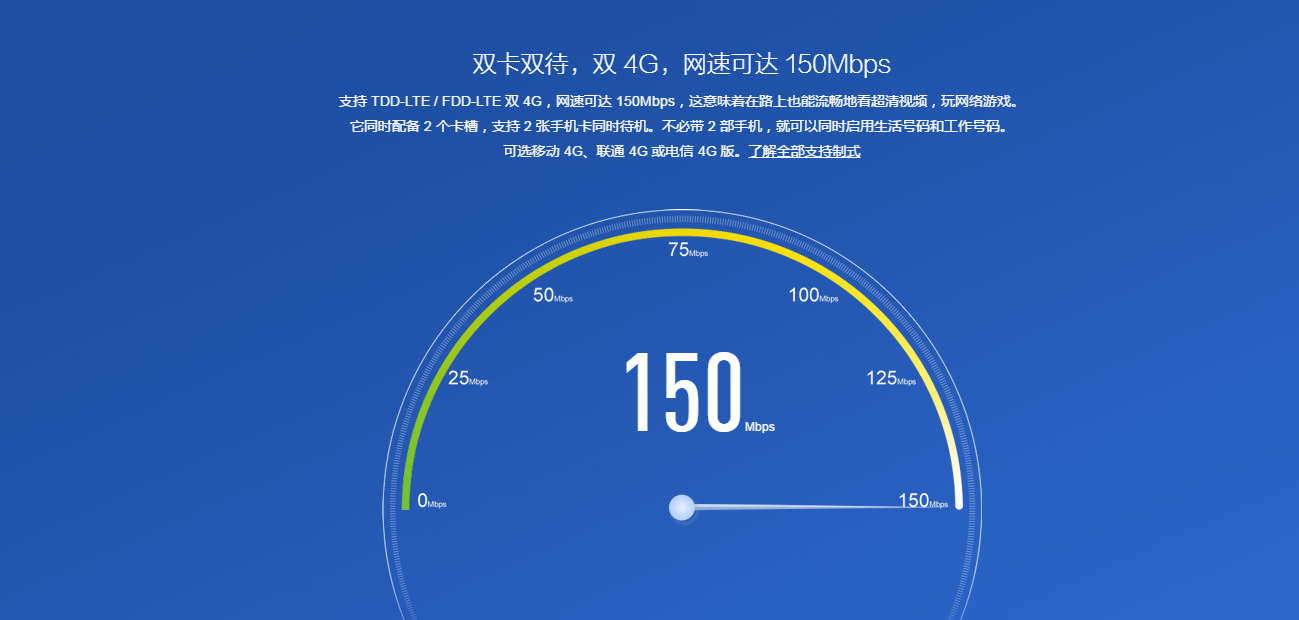 双卡双待，双 4G，网速可达 150Mbps
支持 TDD-LTE / FDD-LTE 双 4G，网速可达 150Mbps，这意味着在路上也能流畅地看超清视频，玩网络游戏。
它同时配备 2 个卡槽，支持 2 张手机卡同时待机。不必带 2 部手机，就可以同时启用生活号码和工作号码。
可选移动 4G、联通 4G 或电信 4G 版。了解全部支持制式
75Mbps
50Mbps
100Mbps
25Mbps
125Mbps
150Mbps
0Mbps
150Mbps